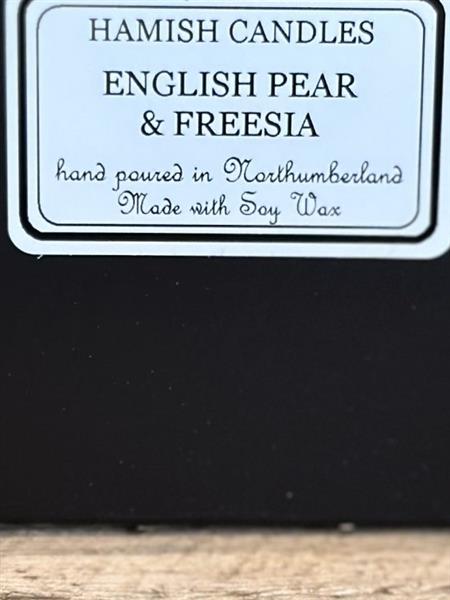 HAMISH CANDLES
ENGLISH PEAR
& FREESIA
hand poured in Northumberland
Made with Soy Wax